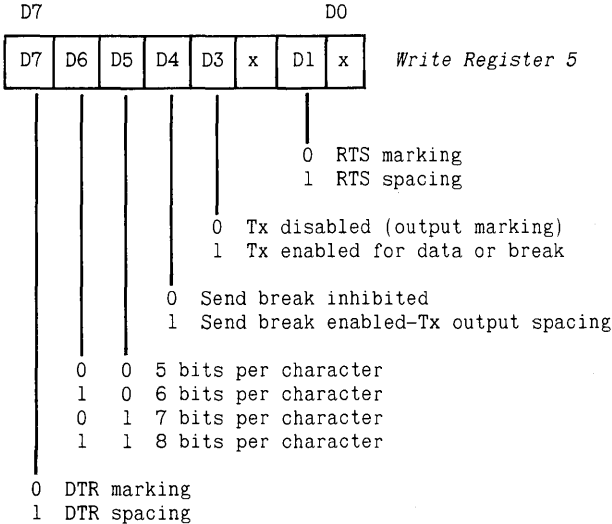 D7 D0
D7 D6 D5 D4 D3 x D1 x Write Register 5
0 RTS marking
1 RTS spacing
0 Tx disabled (output marking)
1 Tx enabled for data or break
0 Send break inhibited
1 Send break enabled–Tx output spacing
0 0 5 bits per character
1 0 6 bits per character
0 1 7 bits per character
1 1 8 bits per character
0 DTR marking
1 DTR spacing